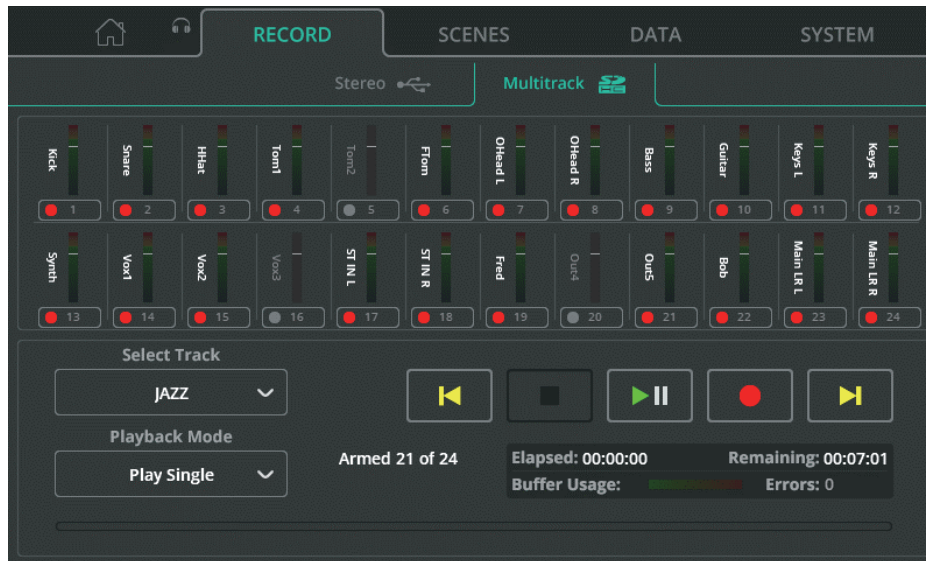 RECORD SCENES DATA SYSTEM
Stereo Multitrack
Kick Snare HHat Tom1 Tom2 FTom OHead L OHead R Bass Guitar Keys L Keys R
1 2 3 4 5 6 7 8 9 10 11 12
Synth Vox1 Vox2 Vox3 ST IN L ST IN R Fred Out4 Out5 Bob Main LR L Main LR R
13 14 15 16 17 18 19 20 21 22 23 24
Select Track
JAZZ
Playback Mode
Play Single
Armed 21 of 24
Elapsed: 00:00:00 Remaining: 00:07:01
Buffer Usage: Errors: 0